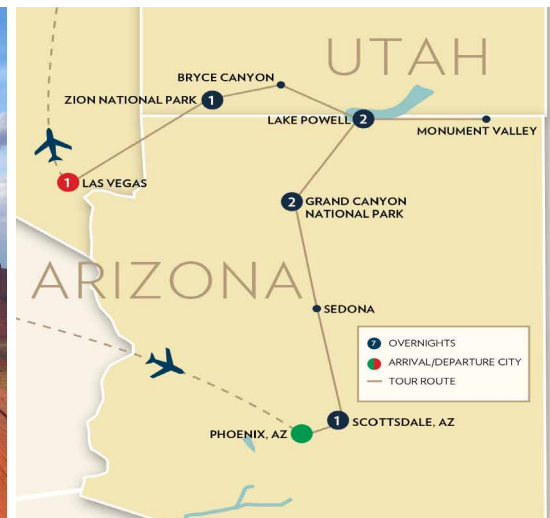 UTAH
BRYCE CANYON
ZION NATIONAL PARK
1
LAKE POWELL
2
MONUMENT VALLEY
1
LAS VEGAS
2
GRAND CANYON
NATIONAL PARK
ARIZONA
SEDONA
7 OVERNIGHTS
ARRIVAL/DEPARTURE CITY
TOUR ROUTE
1
SCOTTSDALE, AZ
PHOENIX, AZ